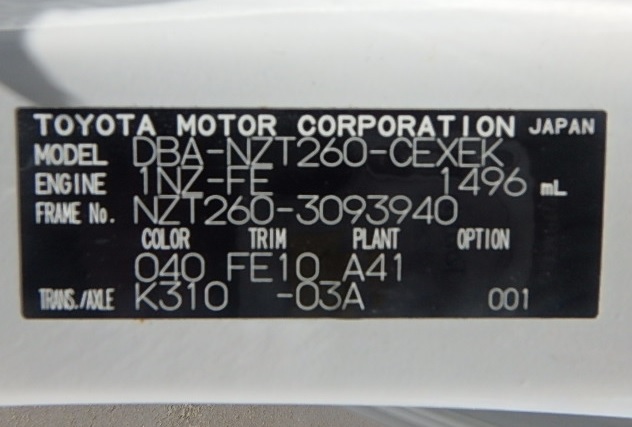 TOYOTA MOTOR CORPORATION JAPAN
MODEL DBA-NZT260-CEXEK
ENGINE 1NZ-FE 1496 mL
FRAME No. NZT260-3093940
COLOR TRIM PLANT OPTION
040 FE10 A41
TRANS./AXLE K310 -03A 001